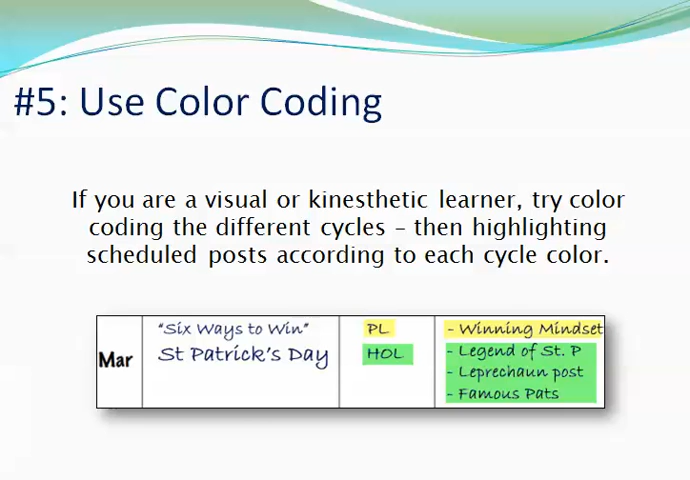 #5: Use Color Coding
If you are a visual or kinesthetic learner, try color
coding the different cycles – then highlighting
scheduled posts according to each cycle color.
Mar
"Six Ways to Win"
St Patrick's Day
PL
HOL
- Winning Mindset
- Legend of St. P
- Leprechaun post
- Famous Pats